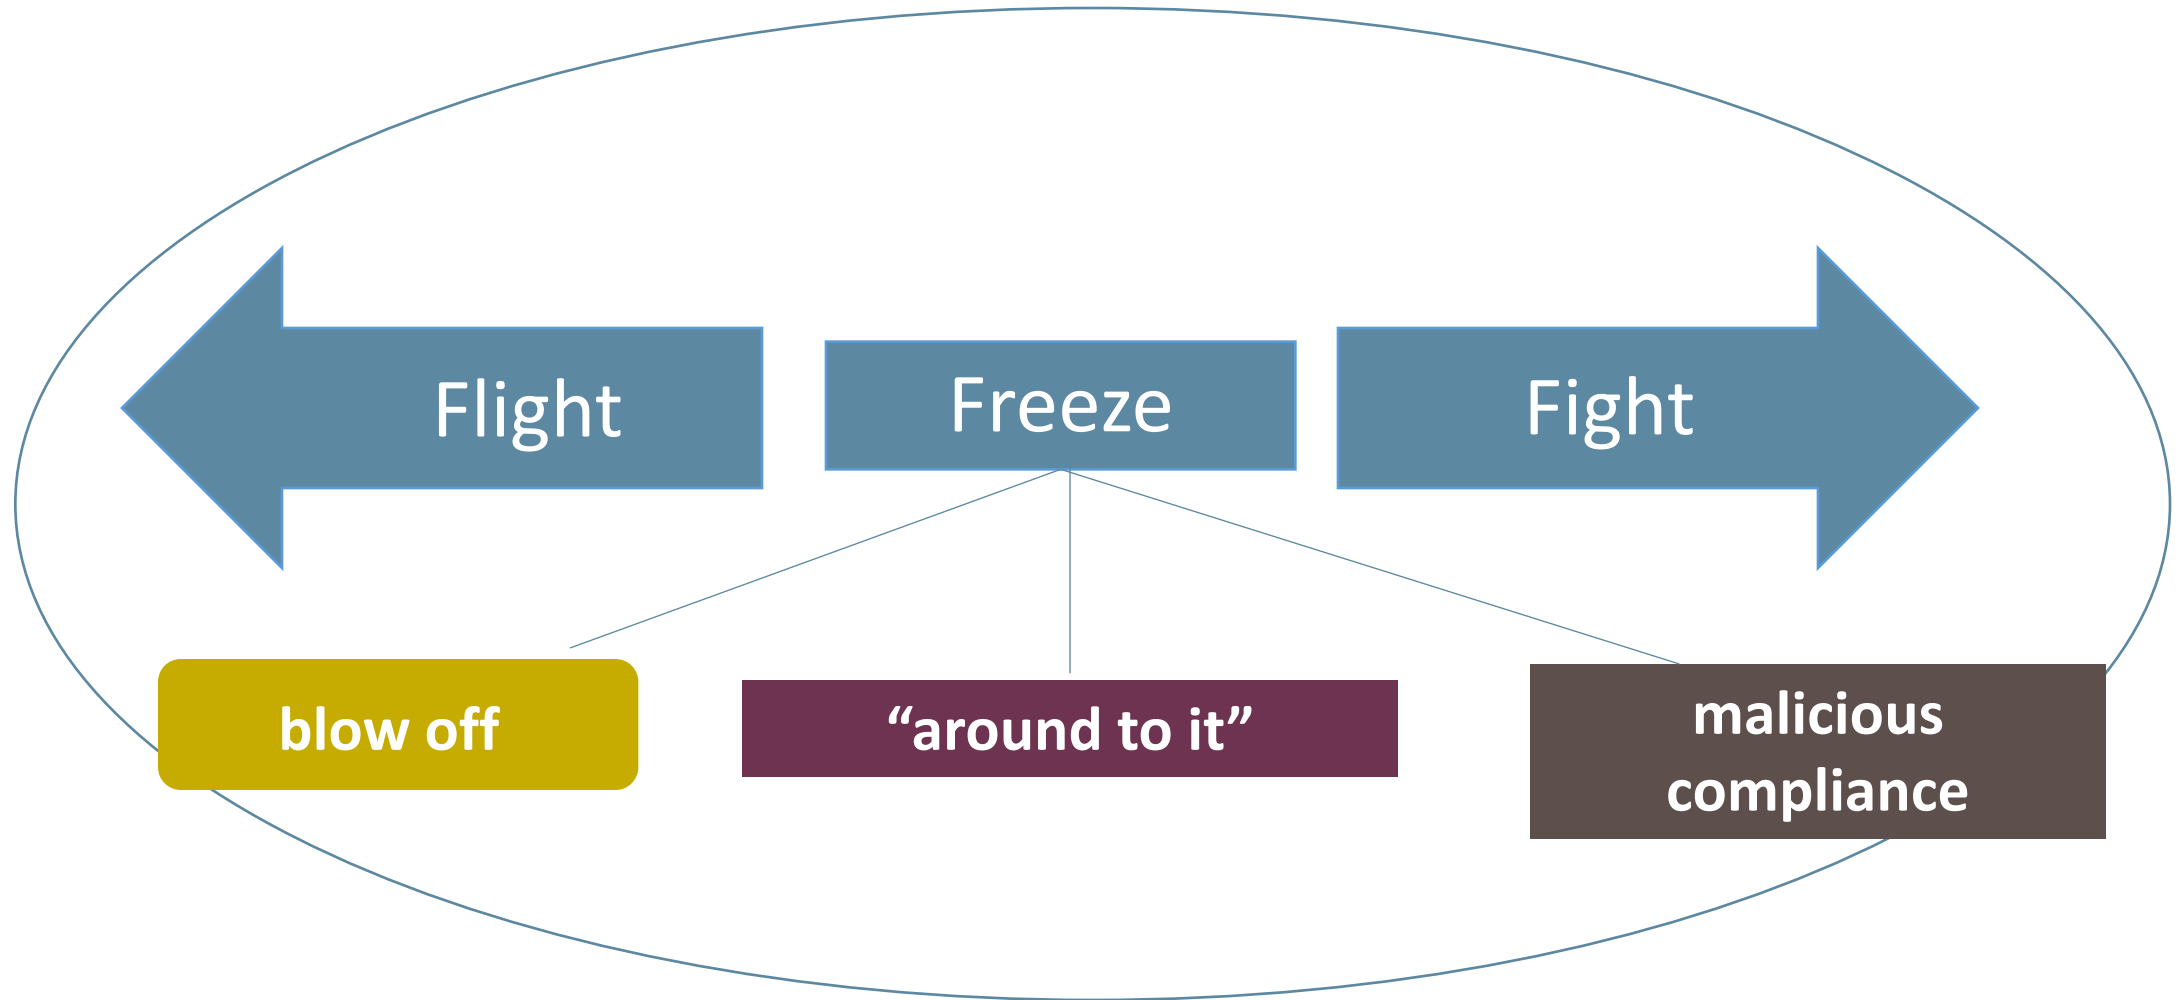 Flight
Freeze
Fight
blow off
“around to it”
malicious
compliance